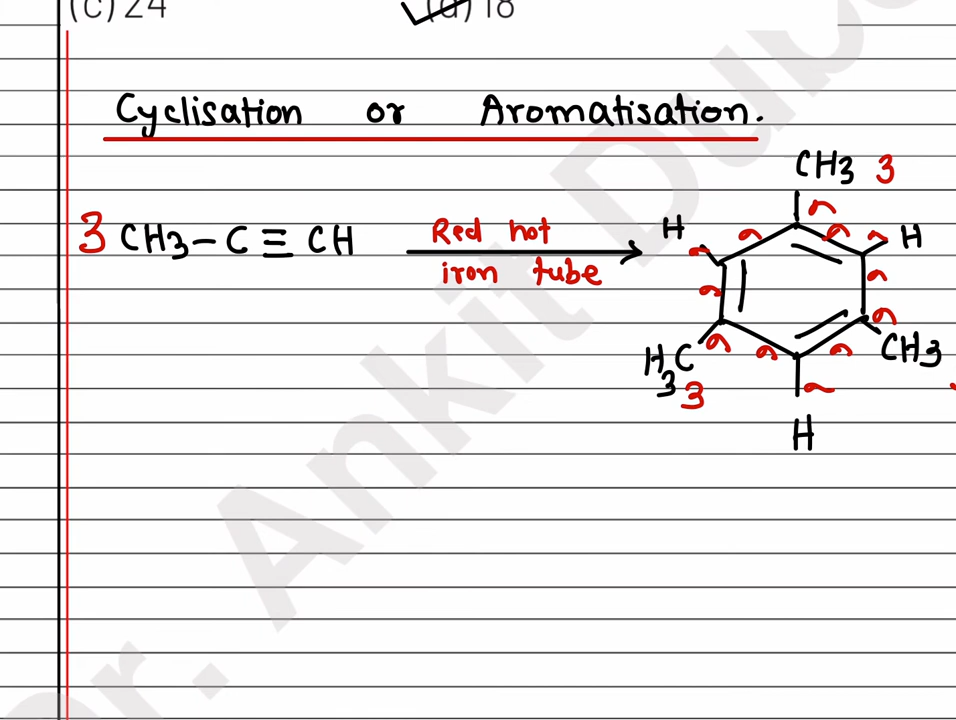 (c) 24 (d) 18
Cyclisation or Aromatisation.
CH3 3
3 CH3 – C ≡ CH Red hot
iron tube
H H
H3C CH3
3
H
Dr. Ankit Dub